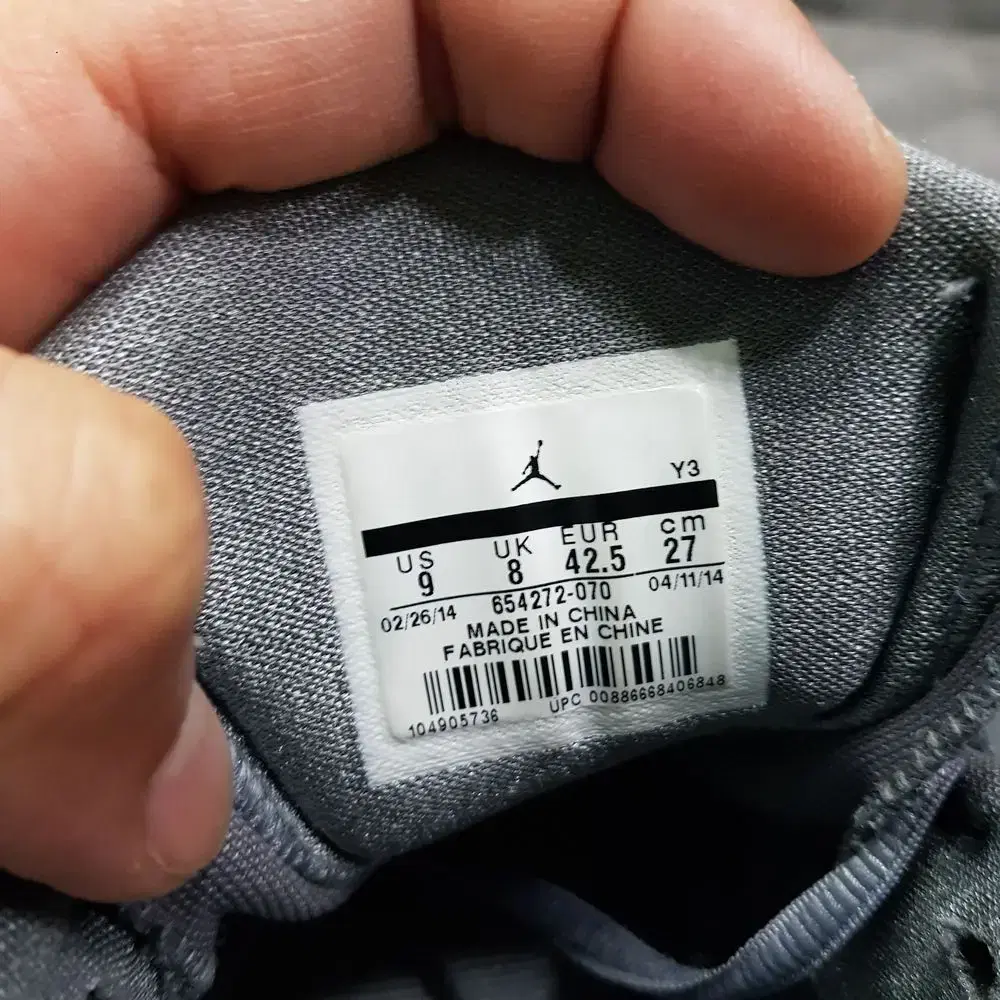 Y3
US UK EUR cm
9 8 42.5 27
02/26/14 654272-070 04/11/14
MADE IN CHINA
FABRIQUE EN CHINE
104905736 UPC 00886668406848